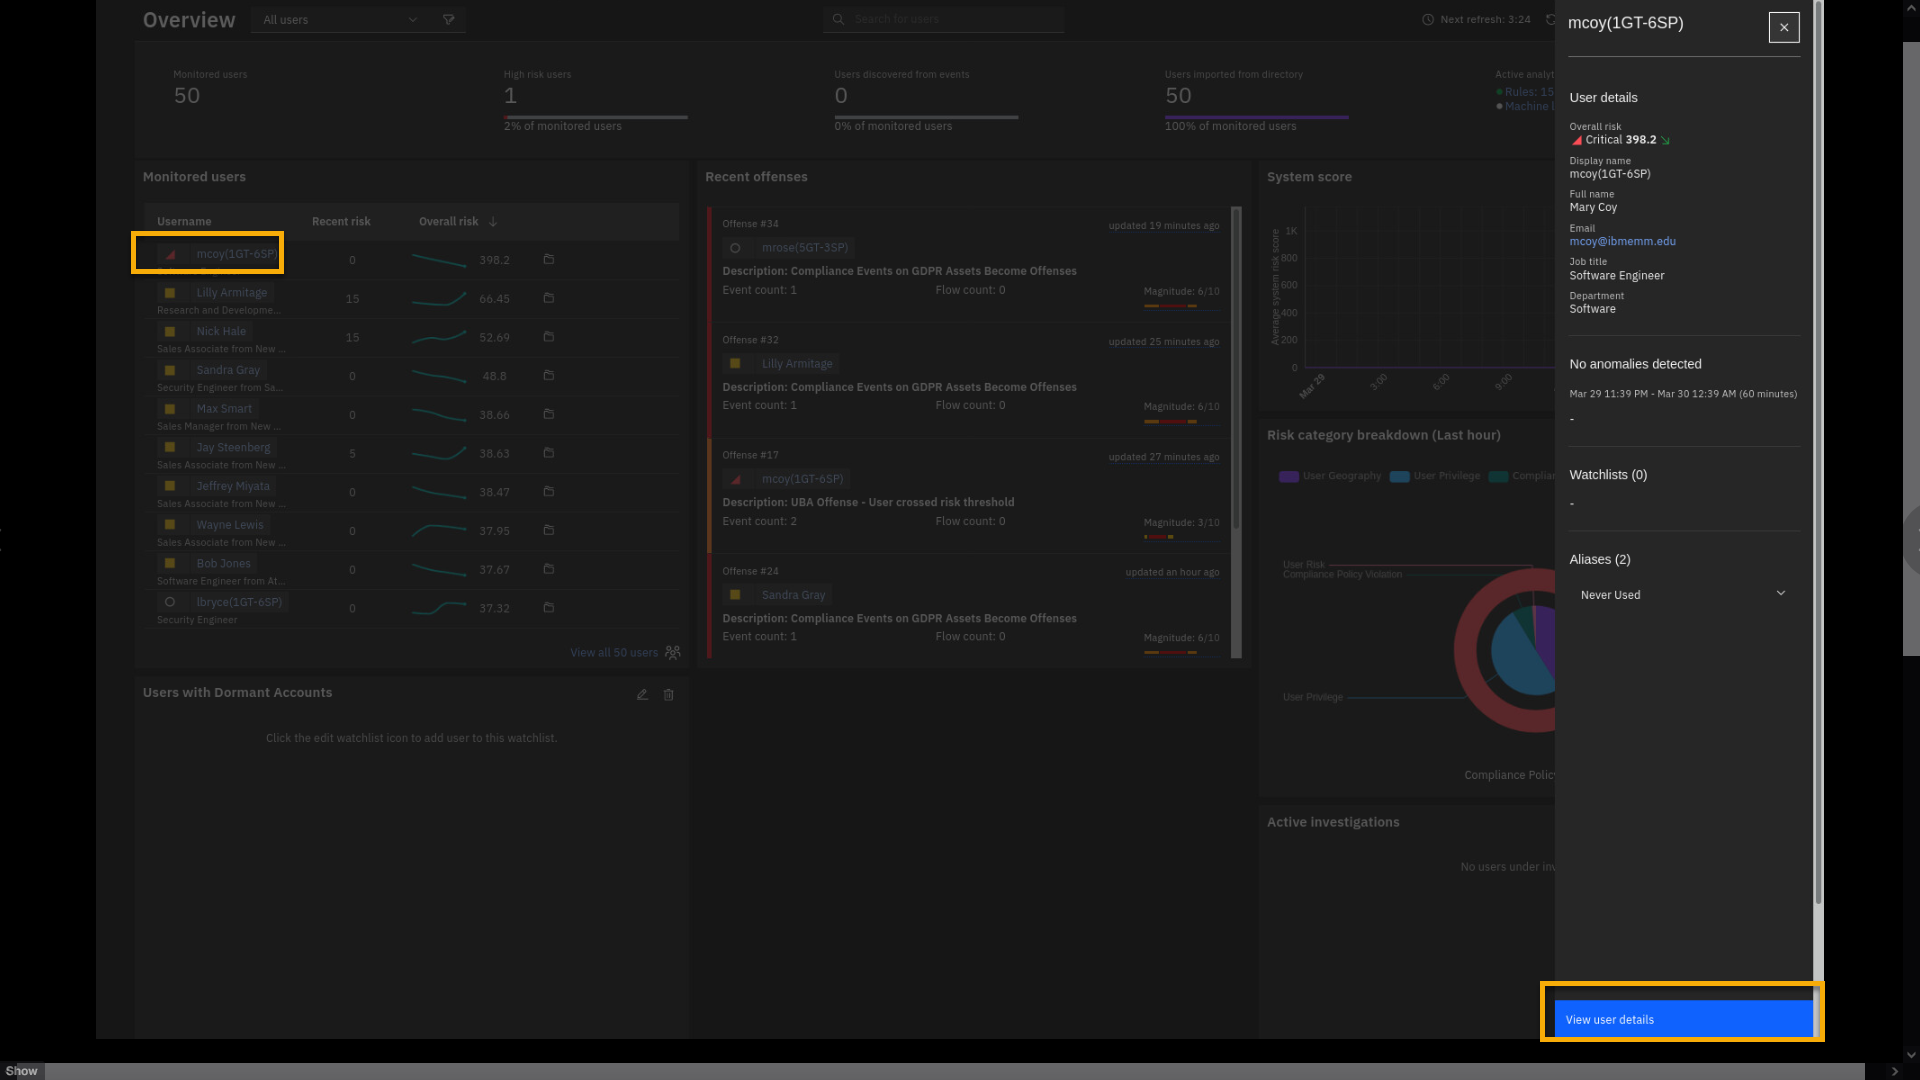 Overview
All users
Search for users
Next refresh: 3:24
Monitored users
50
High risk users
1
2% of monitored users
Users discovered from events
0
0% of monitored users
Users imported from directory
50
100% of monitored users
Active analyt
Rules: 15
Machine l
Monitored users
Username Recent risk Overall risk
mcoy(1GT-6SP) 0 398.2
Lilly Armitage 15 66.45
Research and Developme...
Nick Hale 15 52.69
Sales Associate from New ...
Sandra Gray 0 48.8
Security Engineer from Sa...
Max Smart 0 38.66
Sales Manager from New ...
Jay Steenberg 5 38.63
Sales Associate from New ...
Jeffrey Miyata 0 38.47
Sales Associate from New ...
Wayne Lewis 0 37.95
Sales Associate from New ...
Bob Jones 0 37.67
Software Engineer from At...
lbryce(1GT-6SP) 0 37.32
Security Engineer
View all 50 users
Users with Dormant Accounts
Click the edit watchlist icon to add user to this watchlist.
Recent offenses
Offense #34 updated 19 minutes ago
mrose(5GT-3SP)
Description: Compliance Events on GDPR Assets Become Offenses
Event count: 1 Flow count: 0 Magnitude: 6/10
Offense #32 updated 25 minutes ago
Lilly Armitage
Description: Compliance Events on GDPR Assets Become Offenses
Event count: 1 Flow count: 0 Magnitude: 6/10
Offense #17 updated 27 minutes ago
mcoy(1GT-6SP)
Description: UBA Offense - User crossed risk threshold
Event count: 2 Flow count: 0 Magnitude: 3/10
Offense #24 updated an hour ago
Sandra Gray
Description: Compliance Events on GDPR Assets Become Offenses
Event count: 1 Flow count: 0 Magnitude: 6/10
System score
Average system risk score
1K
800
600
400
200
0
Mar 29 3:00 6:00 9:00
Risk category breakdown (Last hour)
User Geography User Privilege Complian
User Risk
Compliance Policy Violation
User Privilege
Compliance Polic
Active investigations
No users under inv
mcoy(1GT-6SP)
User details
Overall risk
Critical 398.2
Display name
mcoy(1GT-6SP)
Full name
Mary Coy
Email
mcoy@ibmemm.edu
Job title
Software Engineer
Department
Software
No anomalies detected
Mar 29 11:39 PM - Mar 30 12:39 AM (60 minutes)
-
Watchlists (0)
-
Aliases (2)
Never Used
View user details
Show